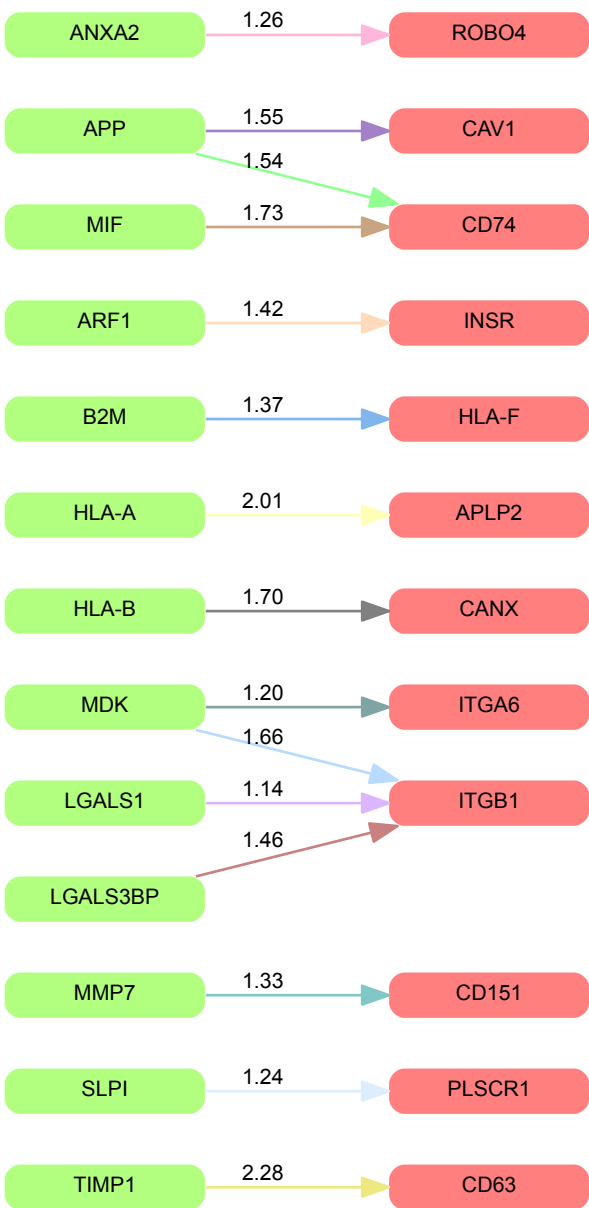 ANXA2 1.26 ROBO4
APP 1.55 CAV1
1.54
MIF 1.73 CD74
ARF1 1.42 INSR
B2M 1.37 HLA-F
HLA-A 2.01 APLP2
HLA-B 1.70 CANX
MDK 1.20 ITGA6
1.66
LGALS1 1.14 ITGB1
1.46
LGALS3BP
MMP7 1.33 CD151
SLPI 1.24 PLSCR1
TIMP1 2.28 CD63